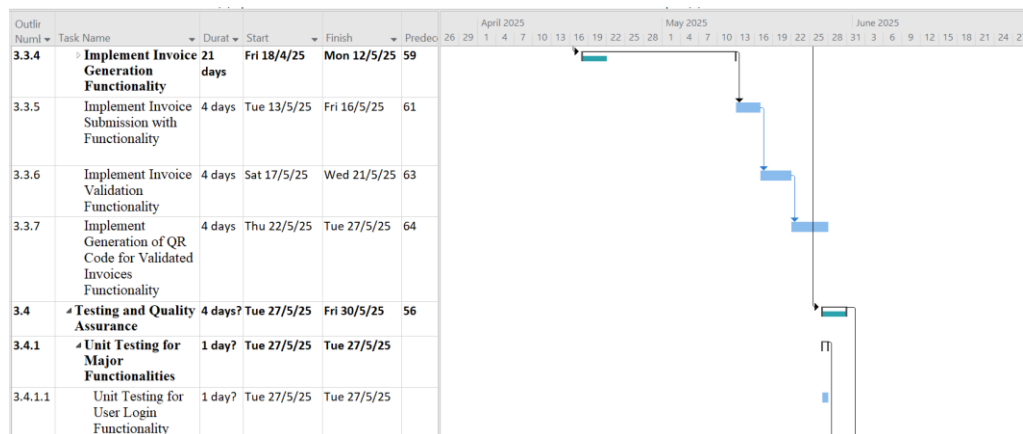 April 2025 May 2025 June 2025
Outlir
Numl Task Name Durat Start Finish Predec 26 29 1 4 7 10 13 16 19 22 25 28 1 4 7 10 13 16 19 22 25 28 31 3 6 9 12 15 18 21 24
3.3.4 Implement Invoice 21 Fri 18/4/25 Mon 12/5/25 59
Generation days
Functionality
3.3.5 Implement Invoice 4 days Tue 13/5/25 Fri 16/5/25 61
Submission with
Functionality
3.3.6 Implement Invoice 4 days Sat 17/5/25 Wed 21/5/25 63
Validation
Functionality
3.3.7 Implement 4 days Thu 22/5/25 Tue 27/5/25 64
Generation of QR
Code for Validated
Invoices
Functionality
3.4 Testing and Quality 4 days? Tue 27/5/25 Fri 30/5/25 56
Assurance
3.4.1 Unit Testing for 1 day? Tue 27/5/25 Tue 27/5/25
Major
Functionalities
3.4.1.1 Unit Testing for 1 day? Tue 27/5/25 Tue 27/5/25
User Login
Functionality